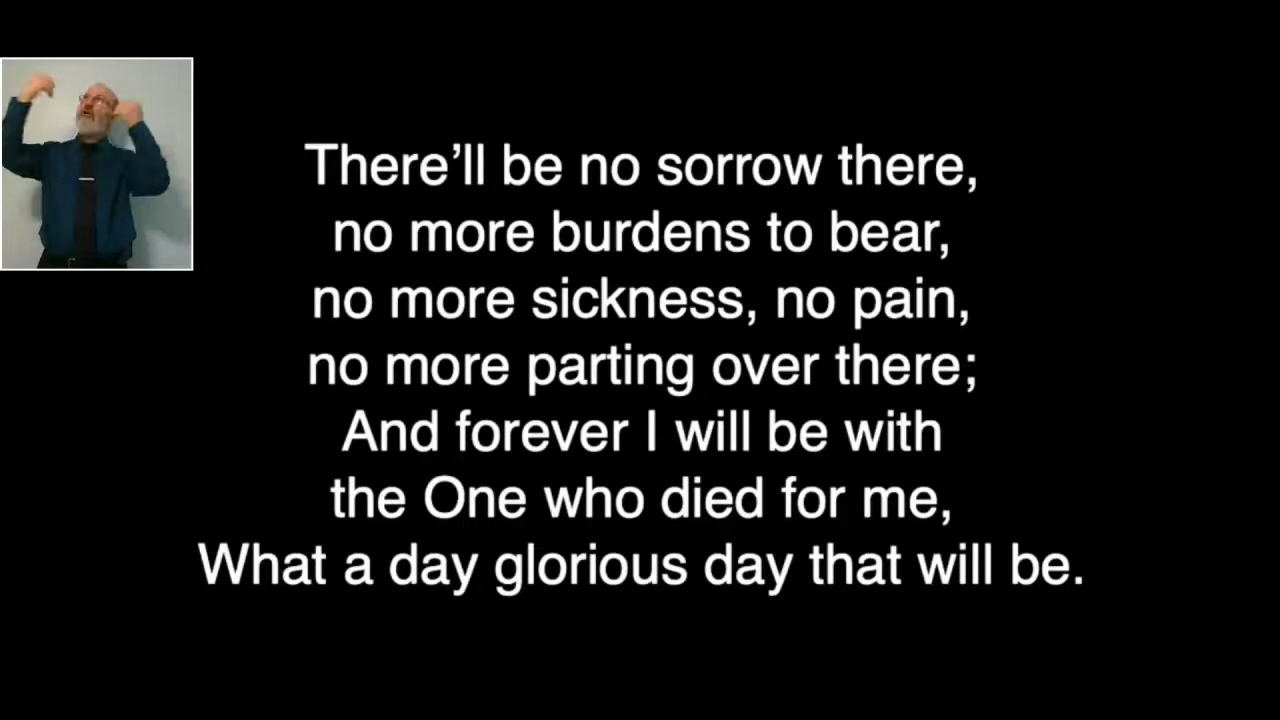 There’ll be no sorrow there,
no more burdens to bear,
no more sickness, no pain,
no more parting over there;
And forever I will be with
the One who died for me,
What a day glorious day that will be.